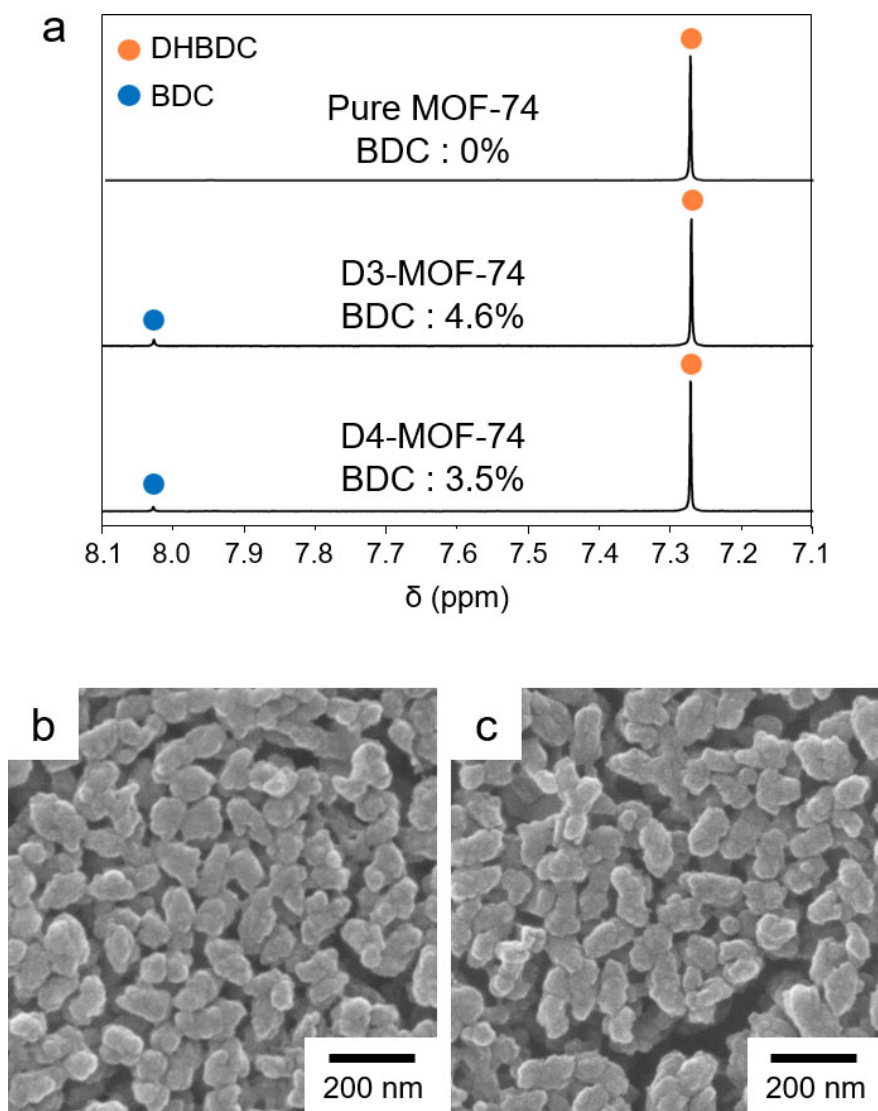 a
DHBDC
BDC
Pure MOF-74
BDC : 0%
D3-MOF-74
BDC : 4.6%
D4-MOF-74
BDC : 3.5%
8.1 8.0 7.9 7.8 7.7 7.6 7.5 7.4 7.3 7.2 7.1
δ (ppm)
b
200 nm
c
200 nm